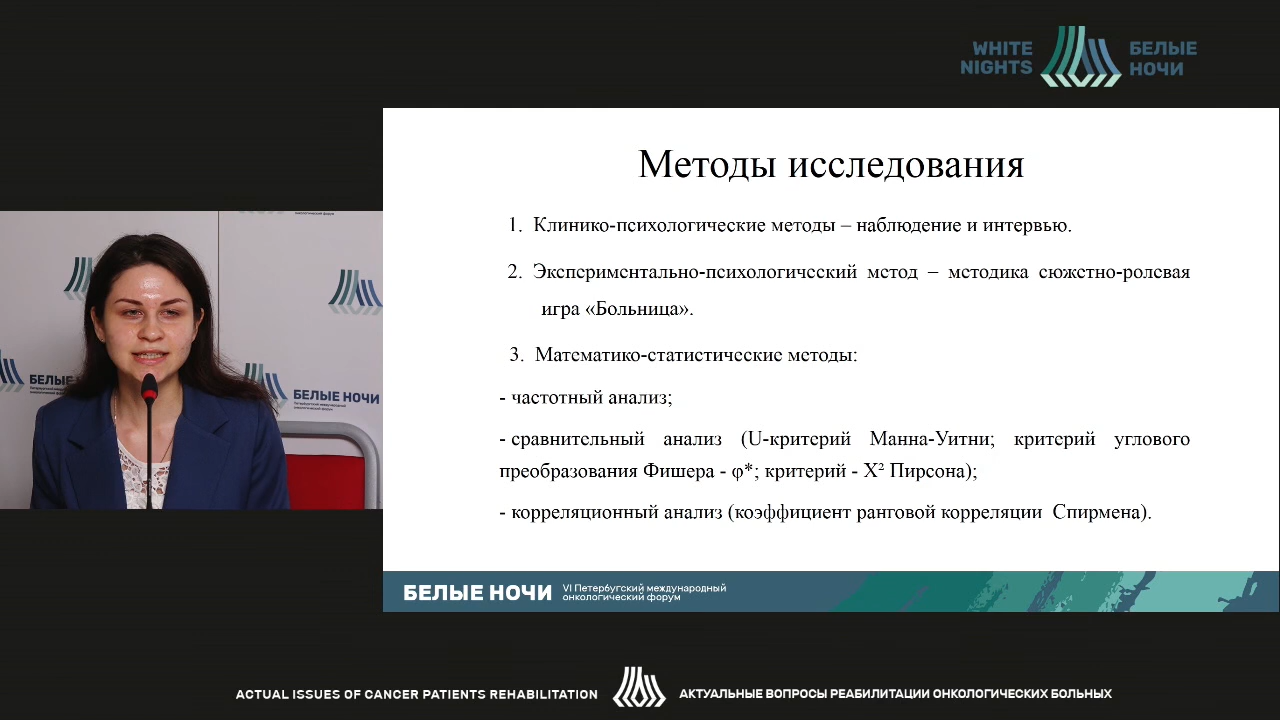 WHITE
NIGHTS
БЕЛЫЕ
НОЧИ
Методы исследования
1. Клинико-психологические методы – наблюдение и интервью.
2. Экспериментально-психологический метод – методика сюжетно-ролевая
игра «Больница».
3. Математико-статистические методы:
- частотный анализ;
- сравнительный анализ (U-критерий Манна-Уитни; критерий углового
преобразования Фишера - φ*; критерий - X² Пирсона);
- корреляционный анализ (коэффициент ранговой корреляции Спирмена).
БЕЛЫЕ
БЕЛЫЕ НОЧИ
БЕЛЫЕ НОЧИ
VI Петербугский международный
онкологический форум
ACTUAL ISSUES OF CANCER PATIENTS REHABILITATION
АКТУАЛЬНЫЕ ВОПРОСЫ РЕАБИЛИТАЦИИ ОНКОЛОГИЧЕСКИХ БОЛЬНЫХ